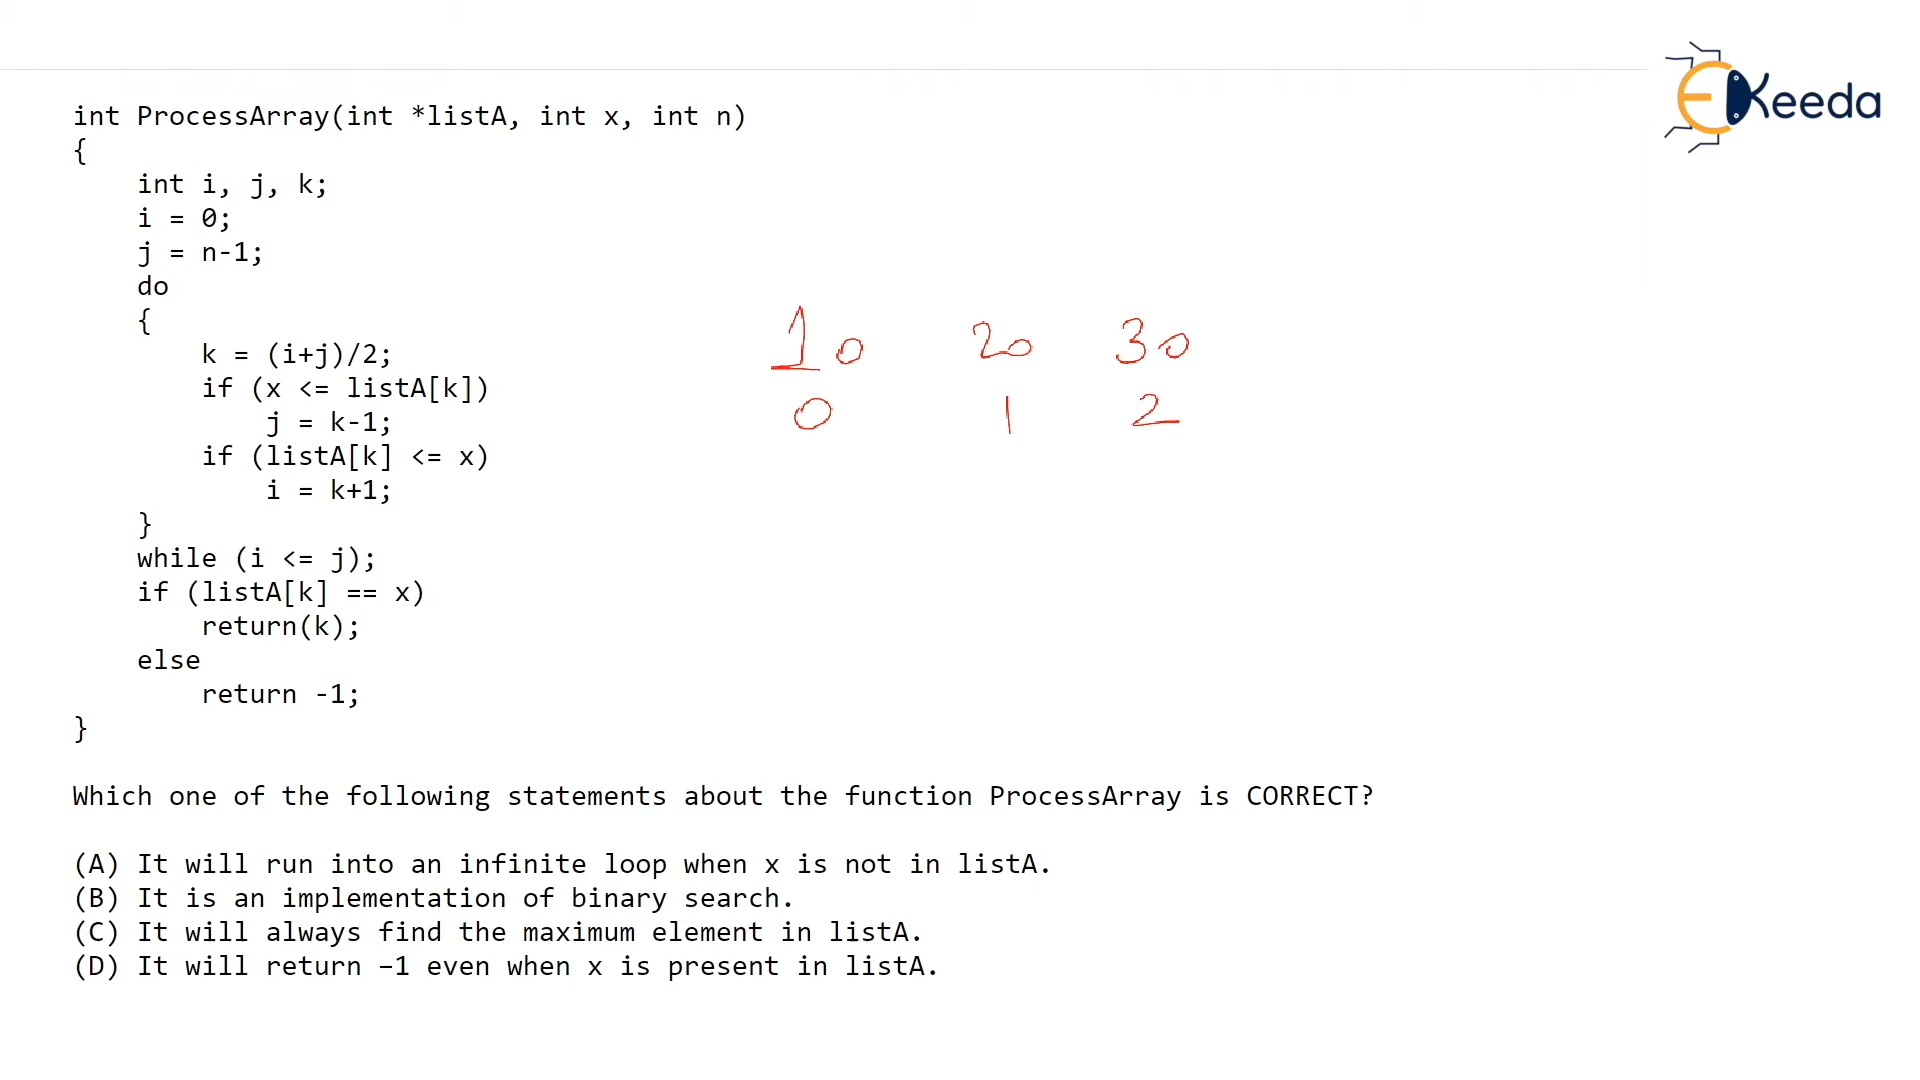 Keeda
int ProcessArray(int *listA, int x, int n)
{
int i, j, k;
i = 0;
j = n-1;
do
{
k = (i+j)/2;
if (x <= listA[k])
j = k-1;
if (listA[k] <= x)
i = k+1;
}
while (i <= j);
if (listA[k] == x)
return(k);
else
return -1;
}
10 20 30
0 1 2
Which one of the following statements about the function ProcessArray is CORRECT?
(A) It will run into an infinite loop when x is not in listA.
(B) It is an implementation of binary search.
(C) It will always find the maximum element in listA.
(D) It will return –1 even when x is present in listA.